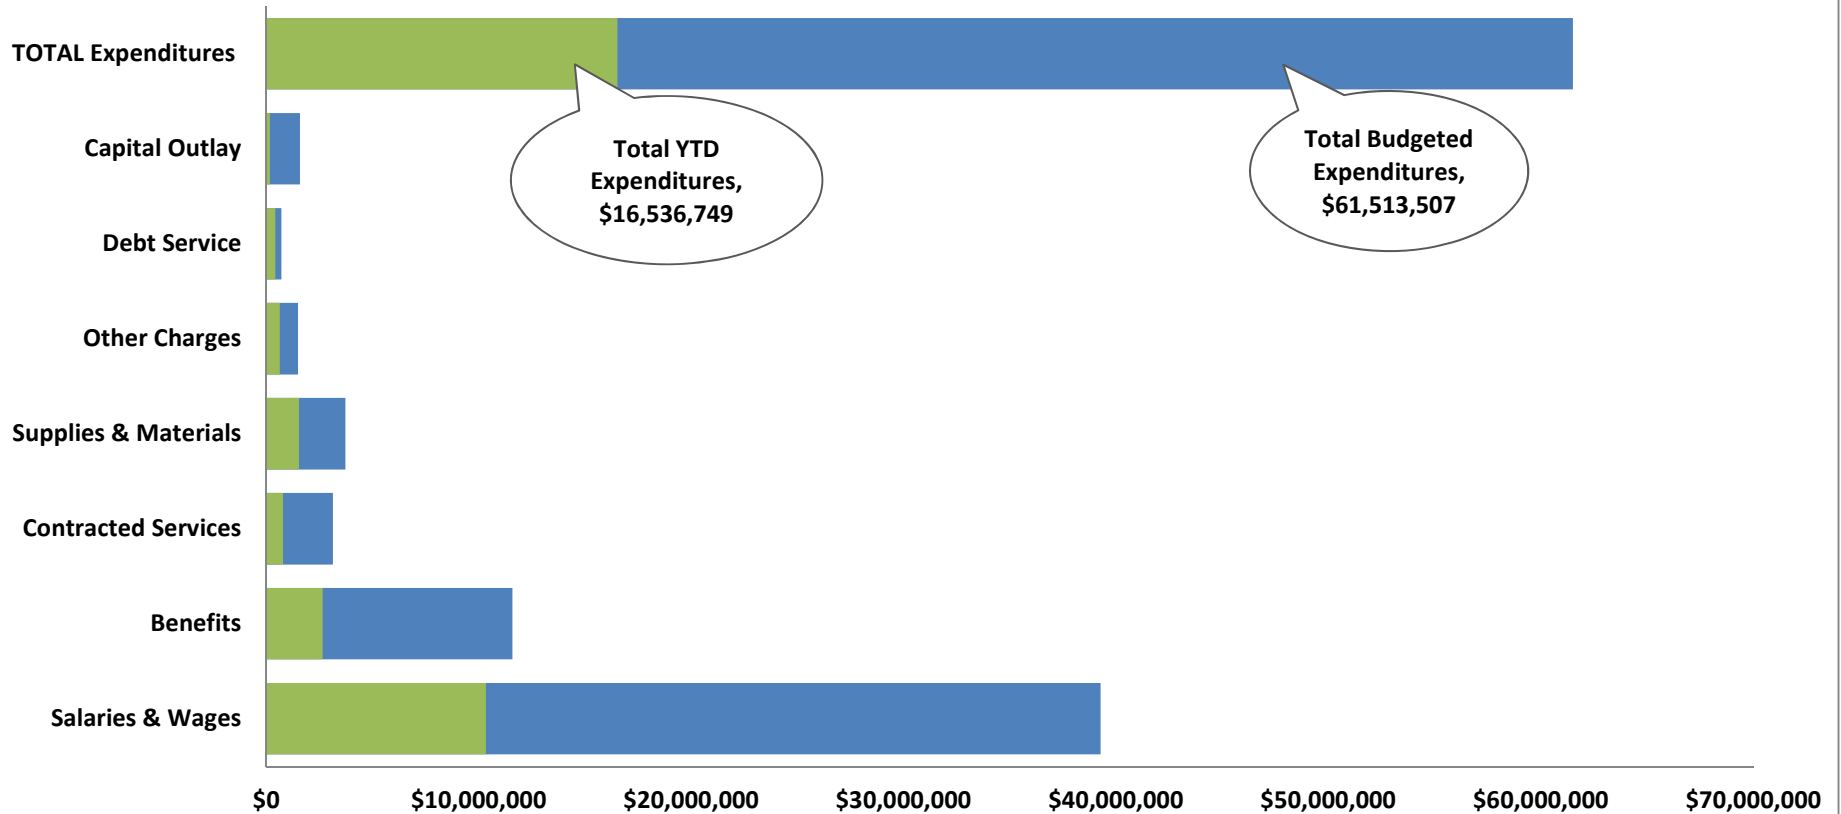 TOTAL Expenditures
Capital Outlay
Debt Service
Other Charges
Supplies & Materials
Contracted Services
Benefits
Salaries & Wages
Total YTD
Expenditures,
$16,536,749
Total Budgeted
Expenditures,
$61,513,507
$0
$10,000,000
$20,000,000
$30,000,000
$40,000,000
$50,000,000
$60,000,000
$70,000,000